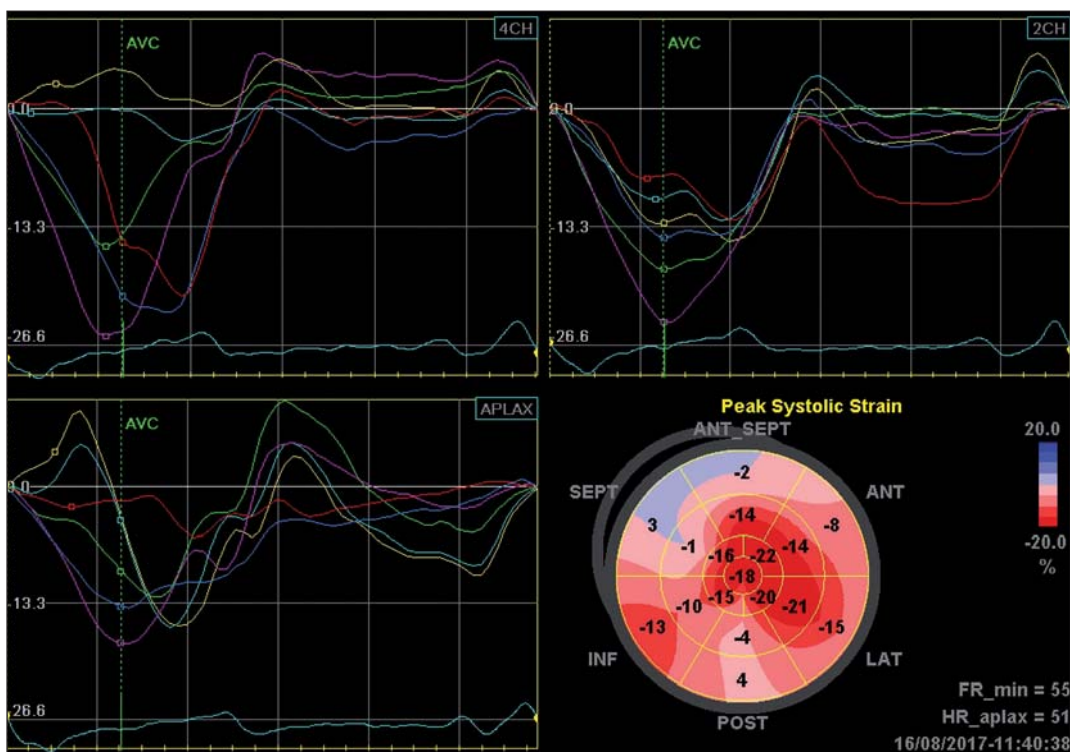 4CH
AVC
0.0
-13.3
-26.6
2CH
AVC
0.0
-13.3
-26.6
APLAX
AVC
0.0
-13.3
-26.6
Peak Systolic Strain
ANT_SEPT
SEPT
ANT
INF
LAT
POST
-2
3
-8
-14
-1
-14
-16
-22
-18
-15
-20
-10
-21
-13
-15
-4
4
20.0
-20.0
%
FR_min = 55
HR_aplax = 51
16/08/2017-11:40:38